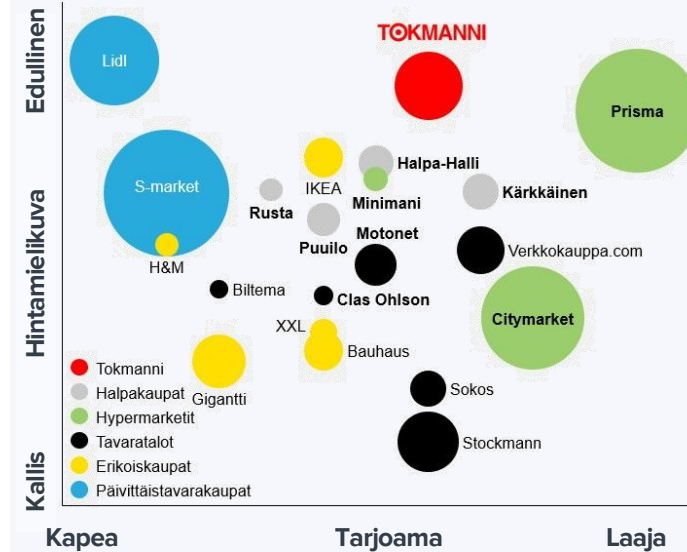 Edullinen
Hintamielikuva
Kallis
TOKMANNI
Lidl
Prisma
Halpa-Halli
S-market
IKEA
Kärkkäinen
Minimani
Rusta
Puuilo
Motonet
Verkkokauppa.com
H&M
Biltema
Clas Ohlson
Citymarket
XXL
Bauhaus
Gigantti
Sokos
Stockmann
Tokmanni
Halpakaupat
Hypermarketit
Tavaratalot
Erikoiskaupat
Päivittäistavarakaupat
Kapea
Tarjoama
Laaja